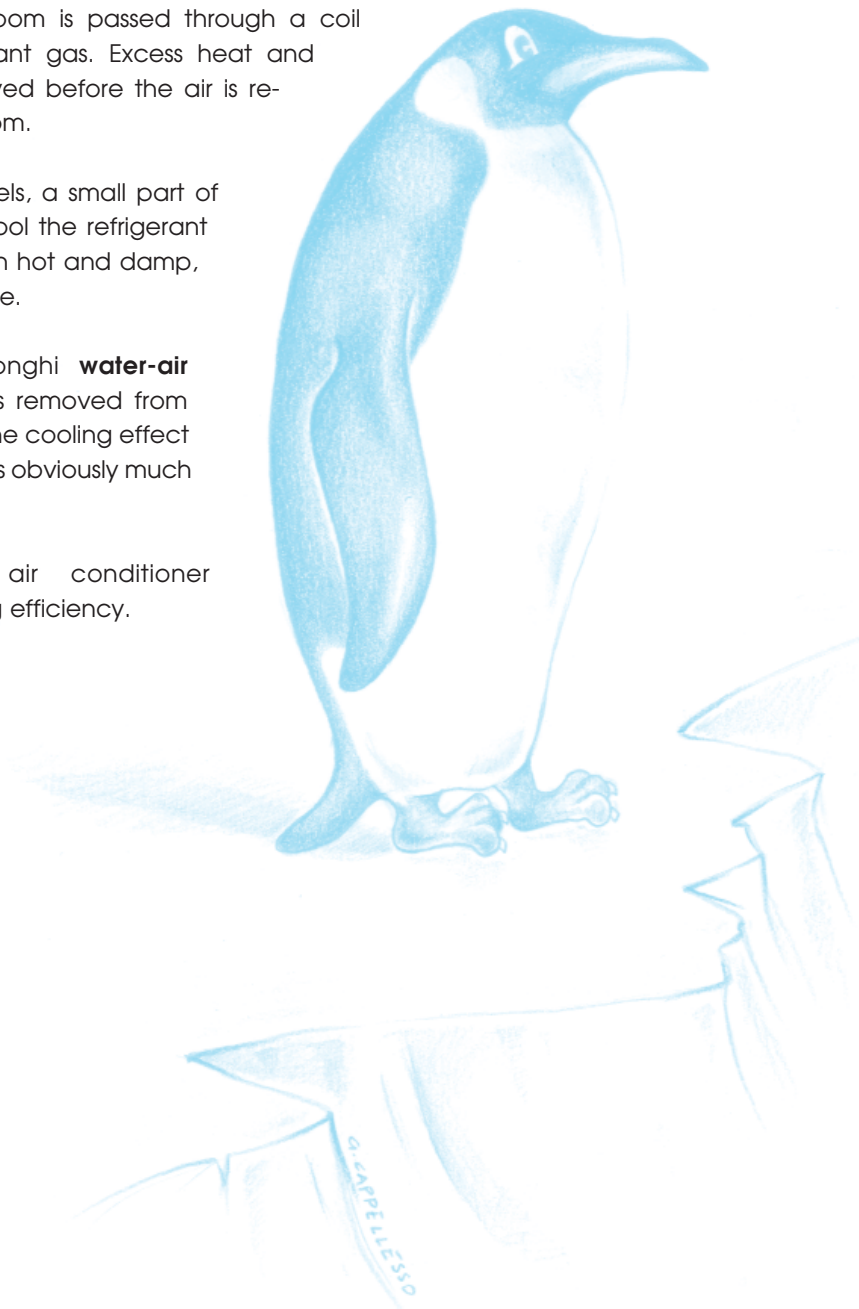 oom is passed through a coil
ant gas. Excess heat and
ved before the air is re-
om.
els, a small part of
ool the refrigerant
n hot and damp,
e.
onghi water-air
s removed from
he cooling effect
s obviously much
air conditioner
g efficiency.
G. CAPPELLESSO